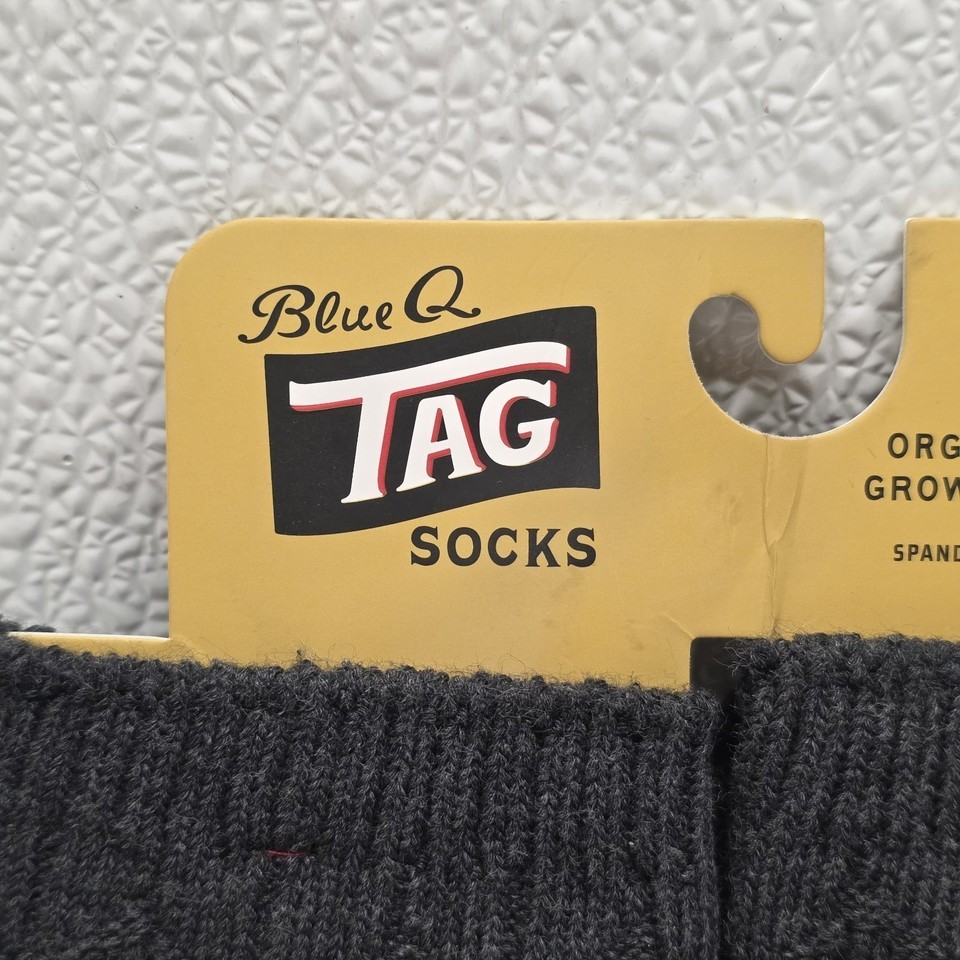 Blue Q
TAG
SOCKS
ORG
GROW
SPAND